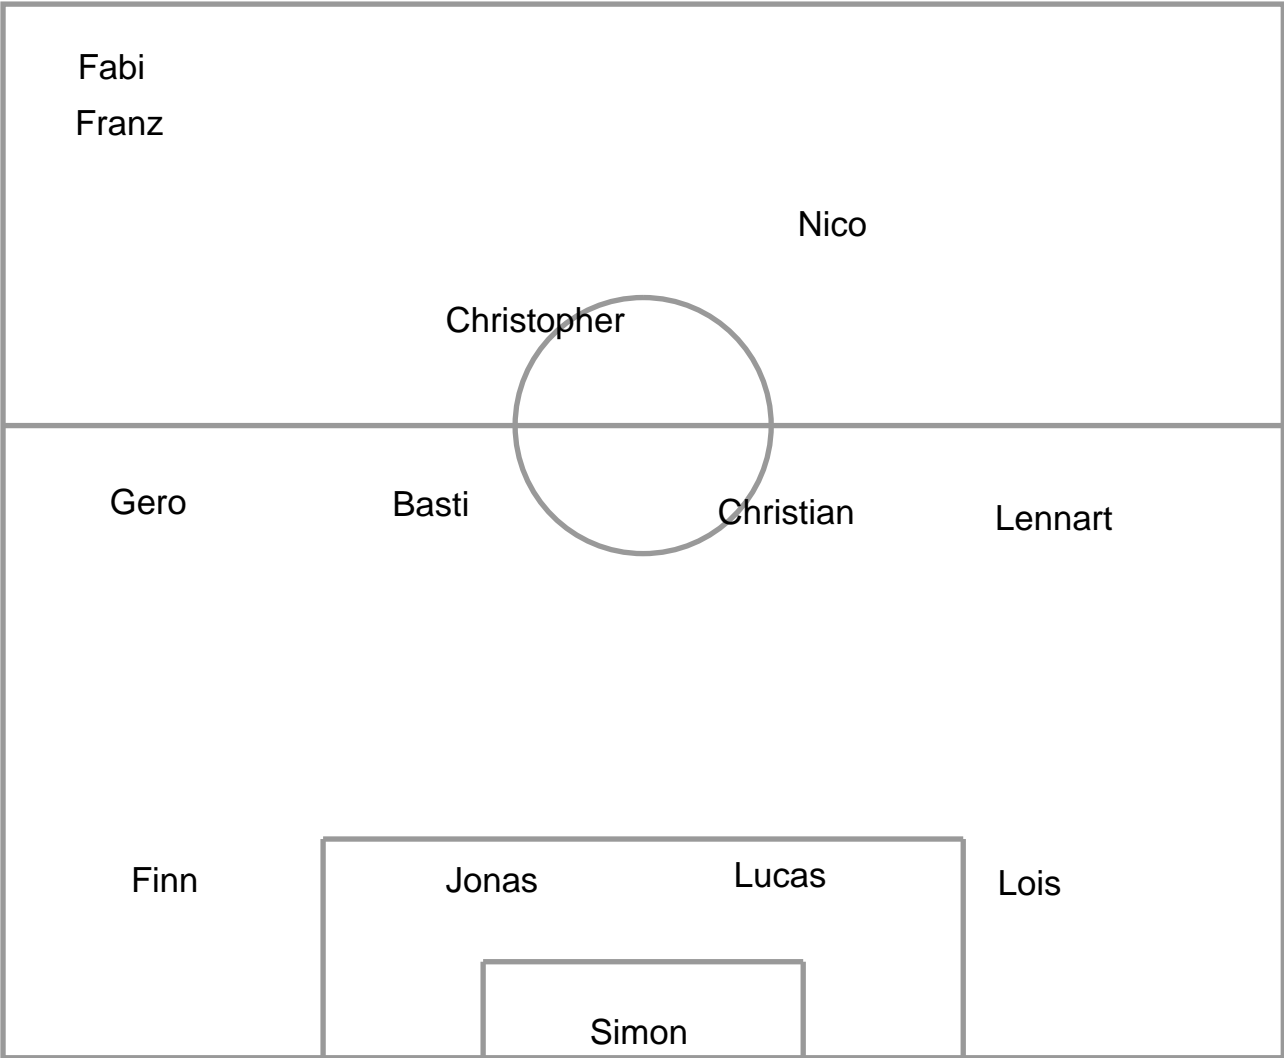 Fabi
Franz
Nico
Christopher
Gero Basti Christian Lennart
Finn Jonas Lucas Lois
Simon